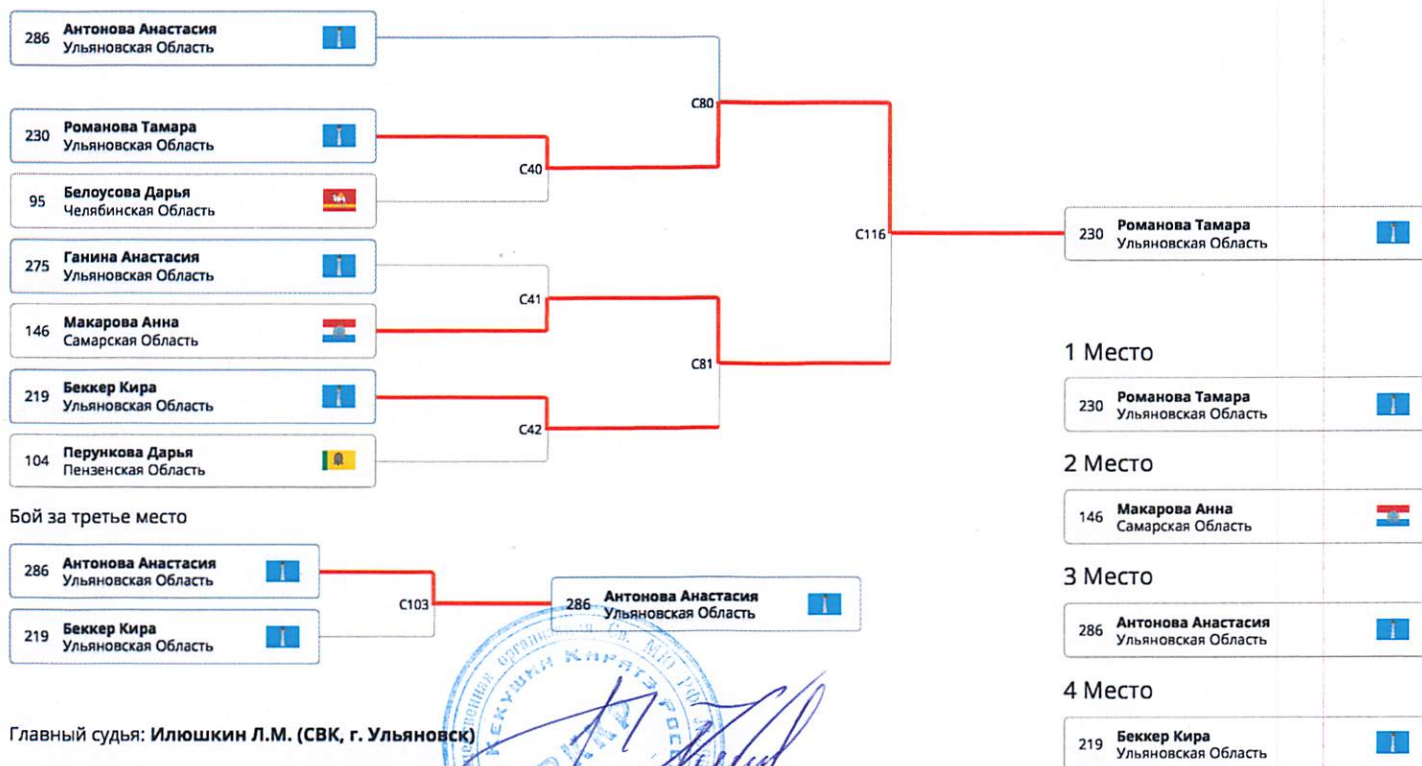 286 Антонова Анастасия
Ульяновская Область
C80
230 Романова Тамара
Ульяновская Область
C40
95 Белоусова Дарья
Челябинская Область
275 Ганина Анастасия
Ульяновская Область
C116
230 Романова Тамара
Ульяновская Область
C41
146 Макарова Анна
Самарская Область
C81
219 Беккер Кира
Ульяновская Область
C42
104 Перункова Дарья
Пензенская Область
Бой за третье место
286 Антонова Анастасия
Ульяновская Область
C103
286 Антонова Анастасия
Ульяновская Область
219 Беккер Кира
Ульяновская Область
1 Место
230 Романова Тамара
Ульяновская Область
2 Место
146 Макарова Анна
Самарская Область
3 Место
286 Антонова Анастасия
Ульяновская Область
4 Место
219 Беккер Кира
Ульяновская Область
Главный судья: Илюшкин Л.М. (СВК, г. Ульяновск)